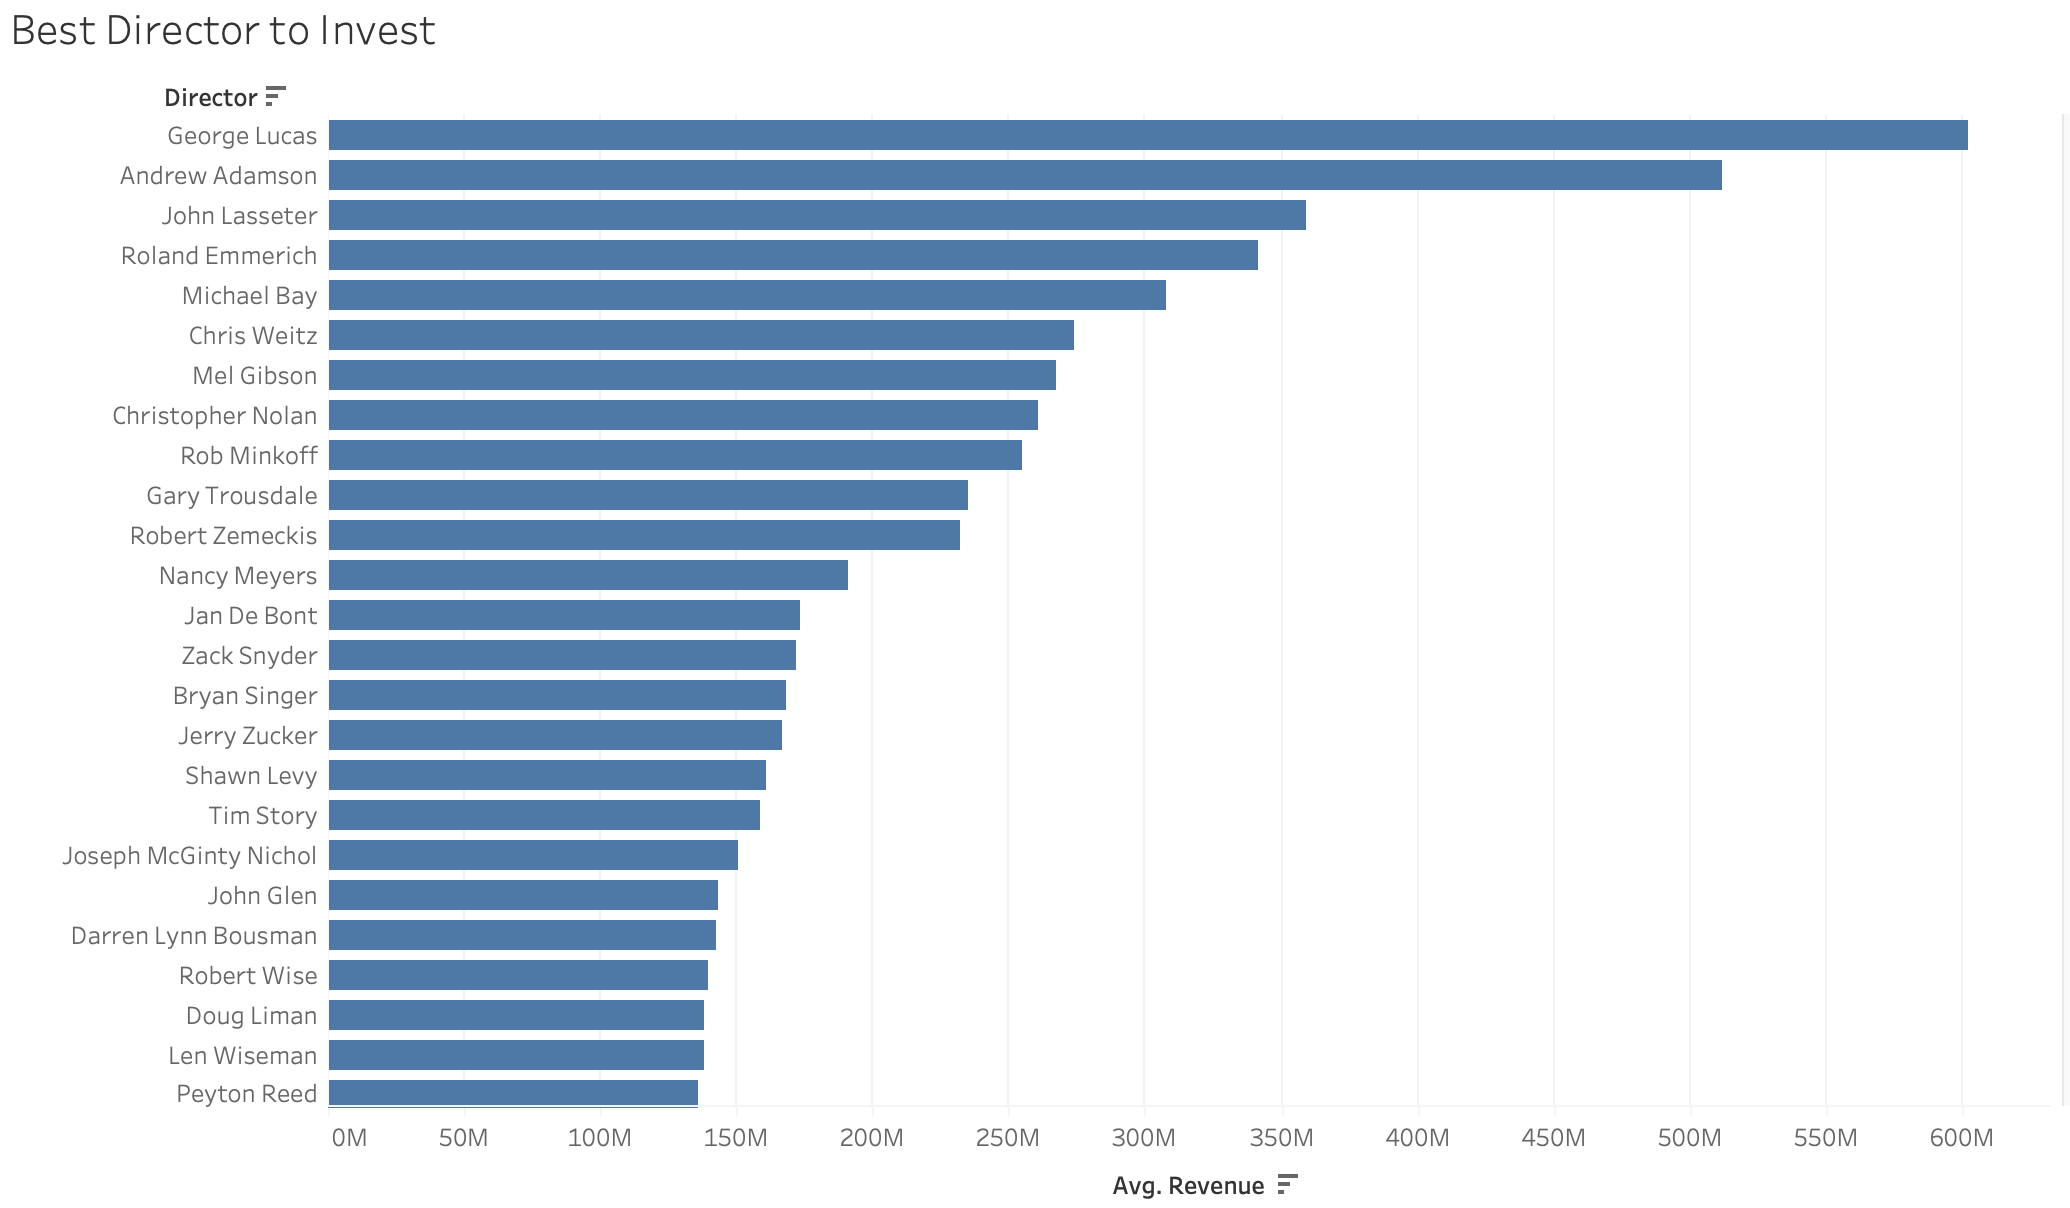 Best Director to Invest
Director
George Lucas
Andrew Adamson
John Lasseter
Roland Emmerich
Michael Bay
Chris Weitz
Mel Gibson
Christopher Nolan
Rob Minkoff
Gary Trousdale
Robert Zemeckis
Nancy Meyers
Jan De Bont
Zack Snyder
Bryan Singer
Jerry Zucker
Shawn Levy
Tim Story
Joseph McGinty Nichol
John Glen
Darren Lynn Bousman
Robert Wise
Doug Liman
Len Wiseman
Peyton Reed
0M 50M 100M 150M 200M 250M 300M 350M 400M 450M 500M 550M 600M
Avg. Revenue